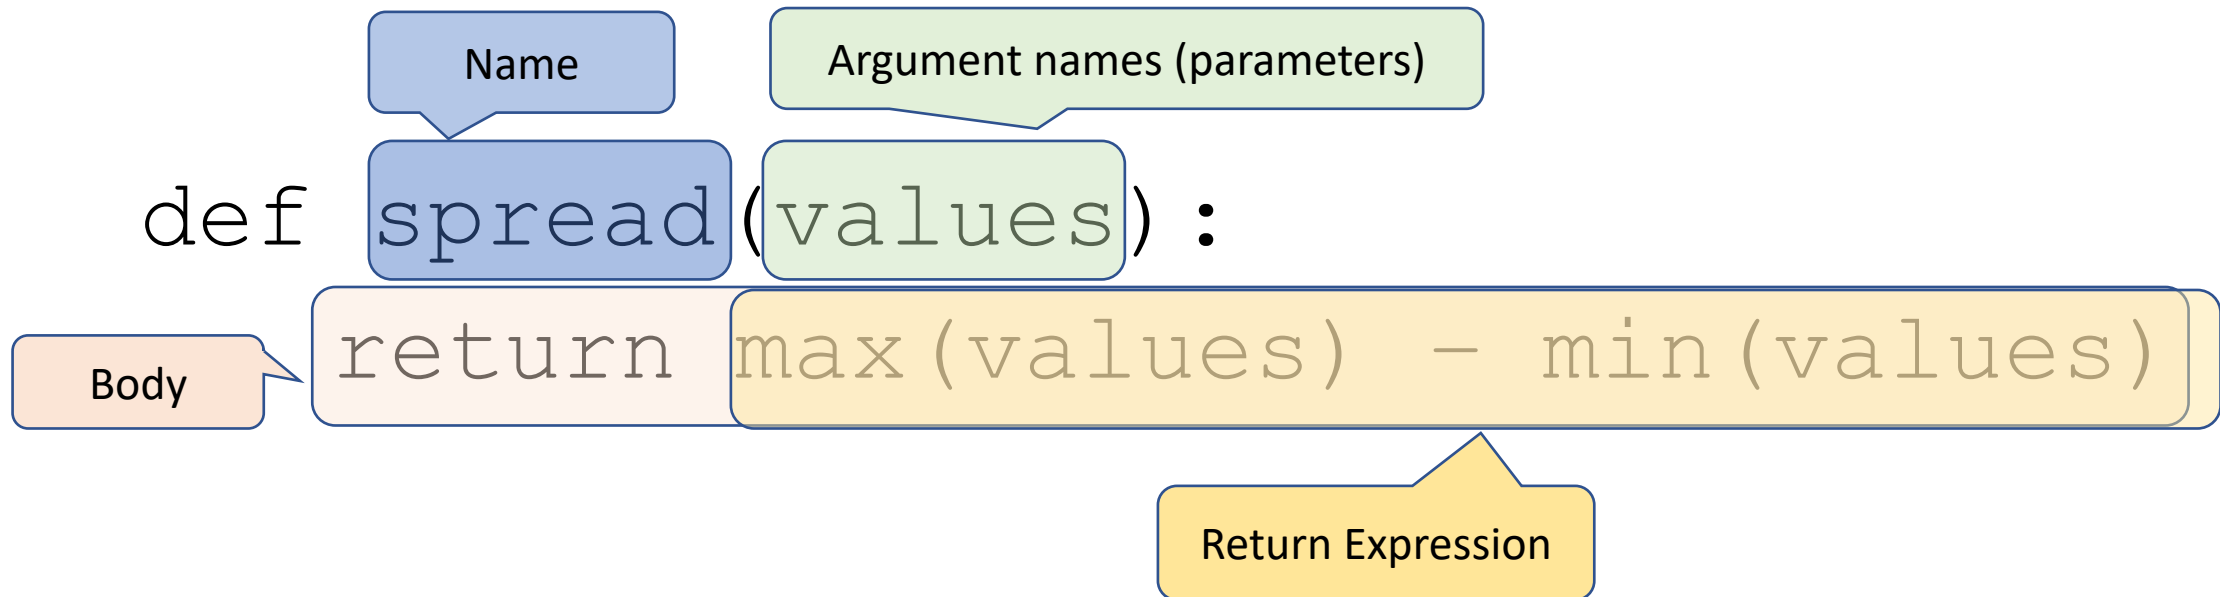 Name
Argument names (parameters)
def spread(values):
Body
return max(values) - min(values)
Return Expression